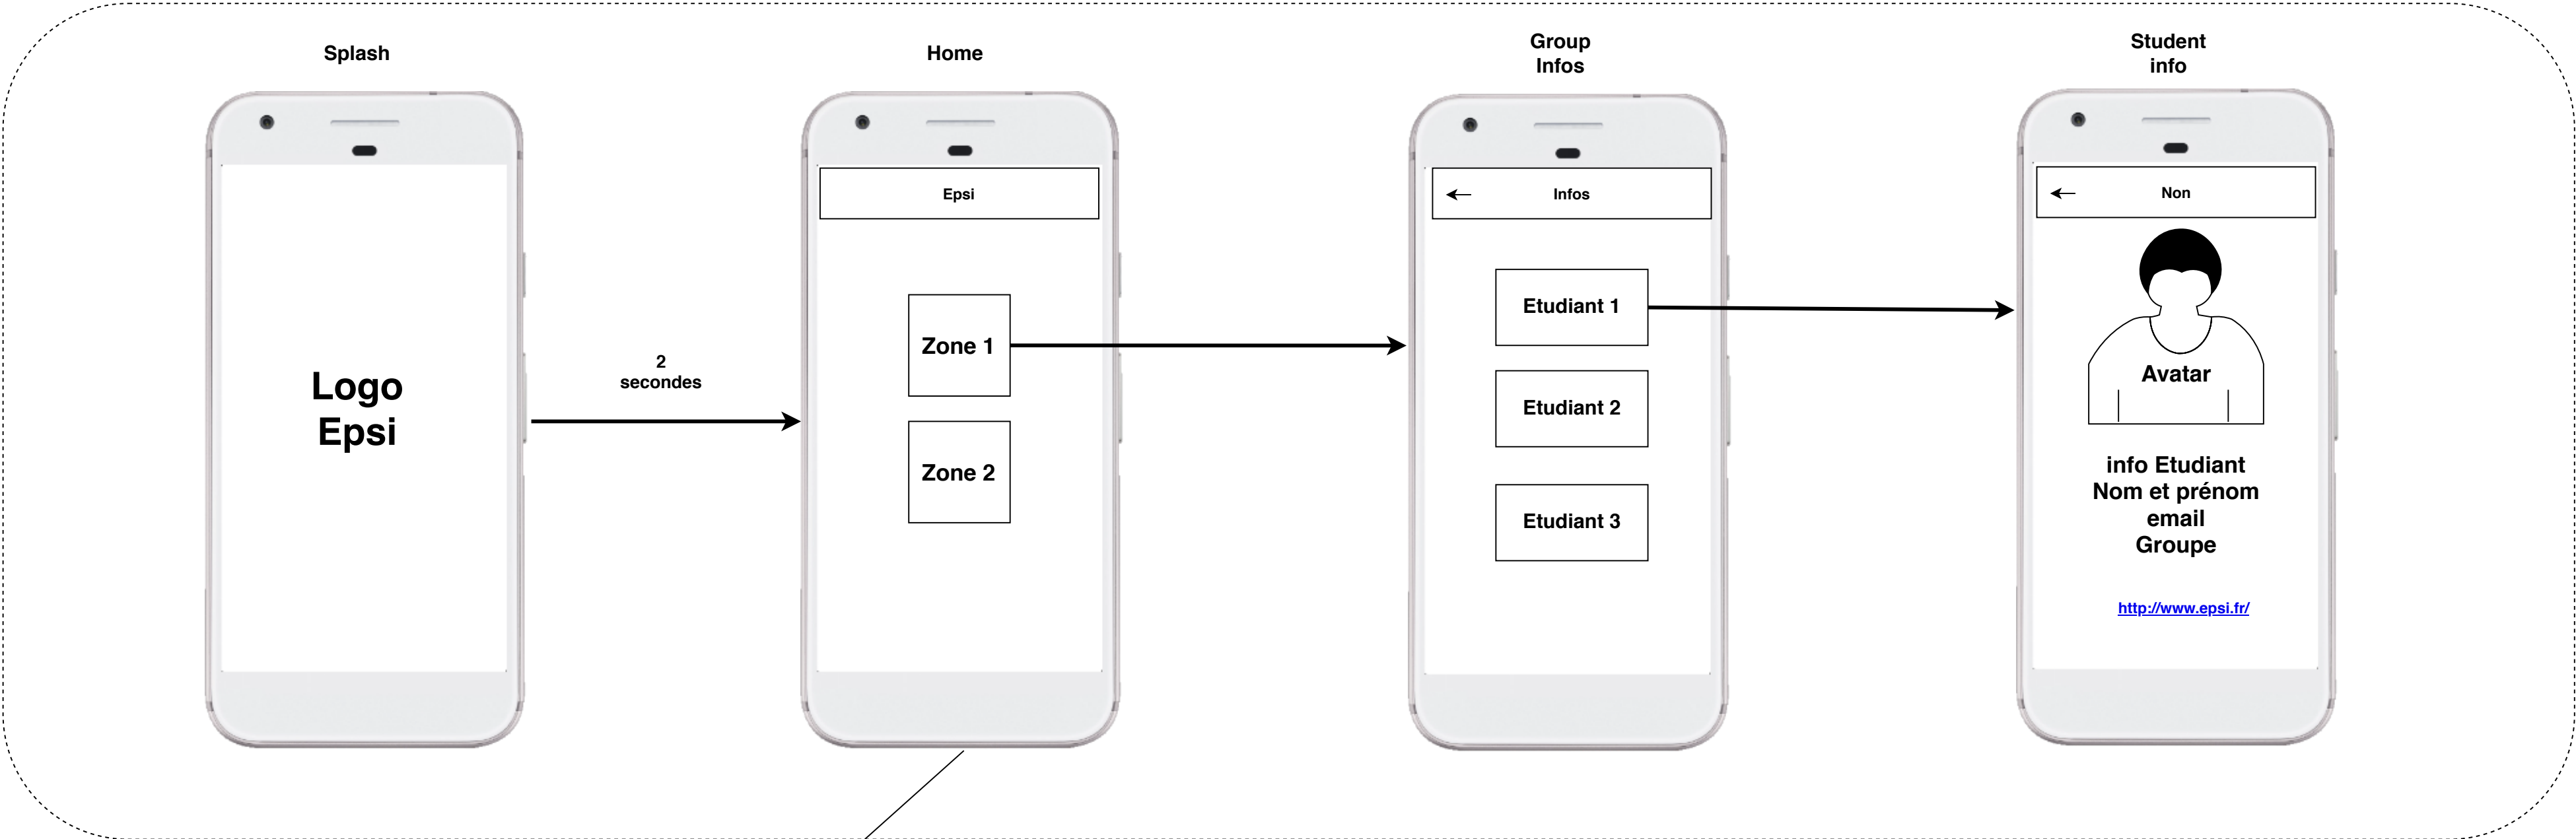 Splash
Home
Group
Infos
Student
info
Logo
Epsi
2
secondes
Epsi
Zone 1
Zone 2
Infos
Etudiant 1
Etudiant 2
Etudiant 3
Non
Avatar
info Etudiant
Nom et prénom
email
Groupe
http://www.epsi.fr/